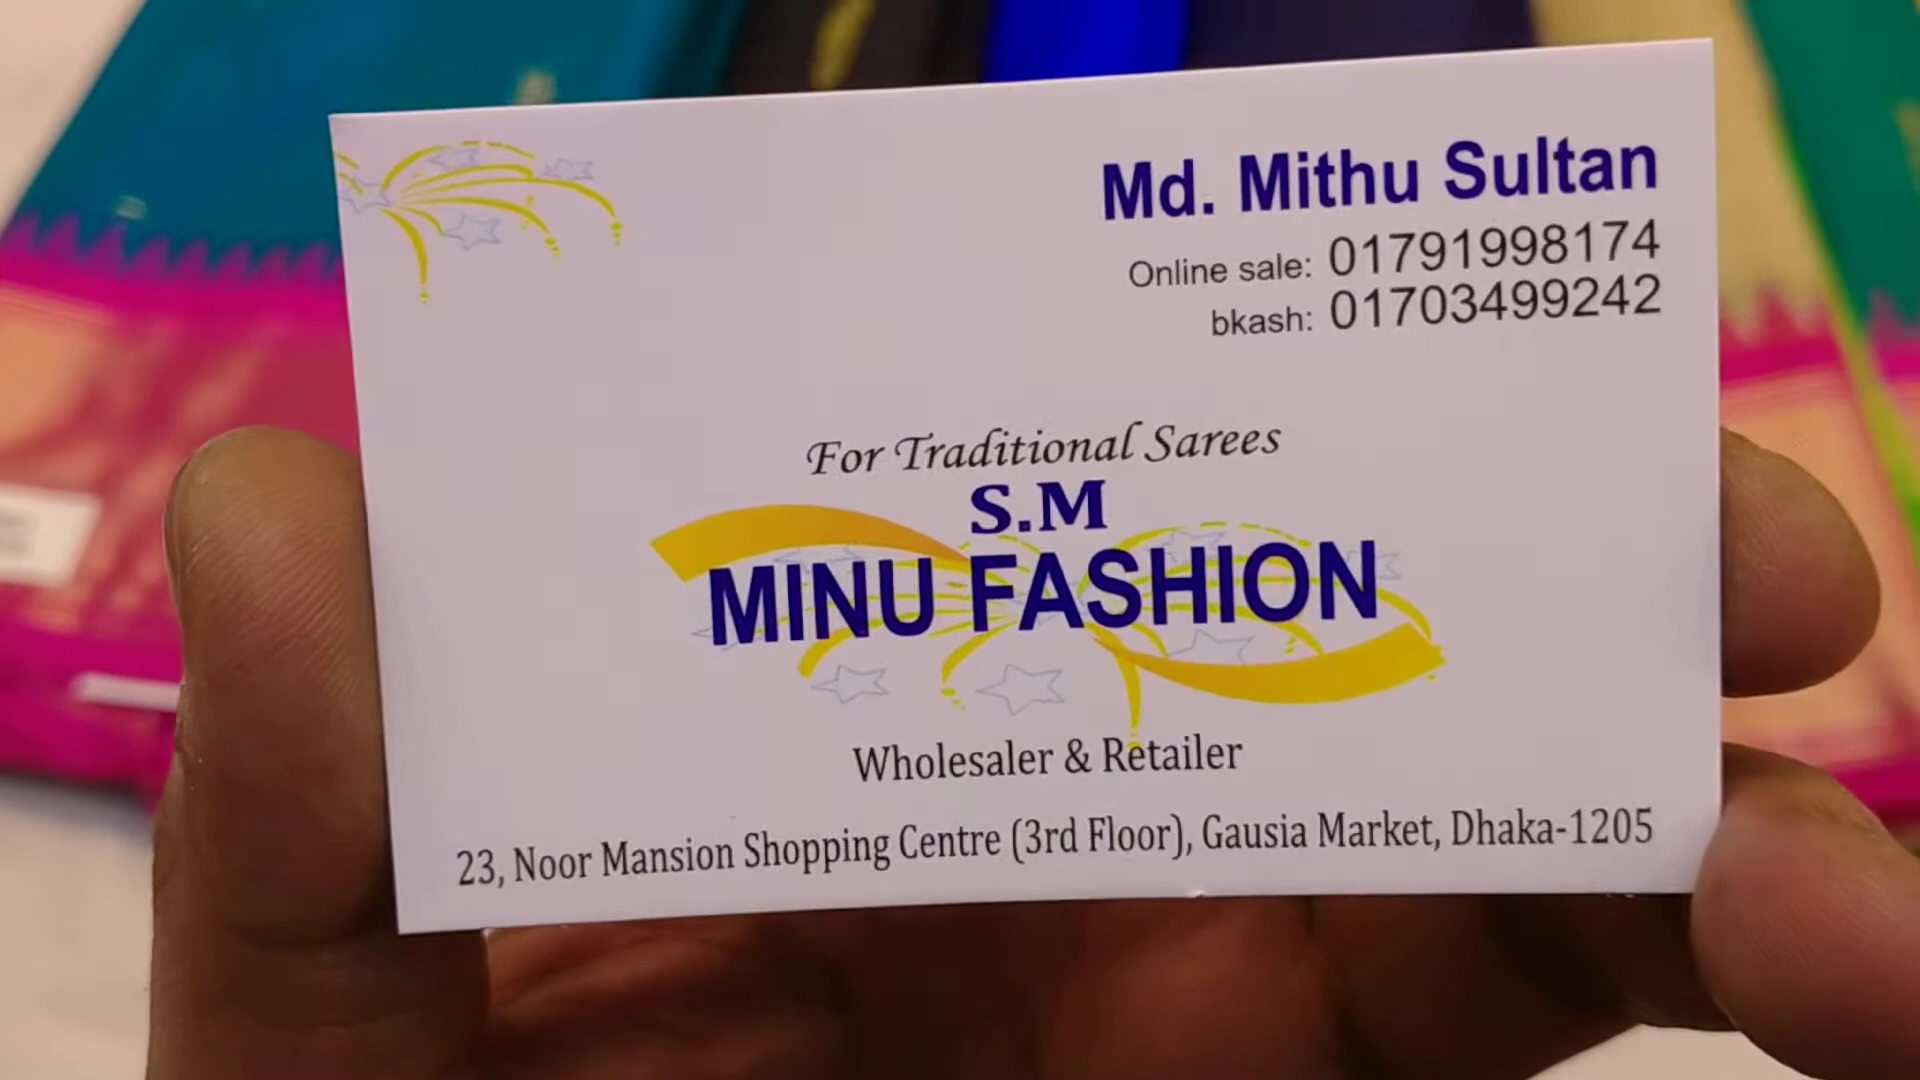 Md. Mithu Sultan
Online sale: 01791998174
bkash: 01703499242
For Traditional Sarees
S.M
MINU FASHION
Wholesaler & Retailer
23, Noor Mansion Shopping Centre (3rd Floor), Gausia Market, Dhaka-1205